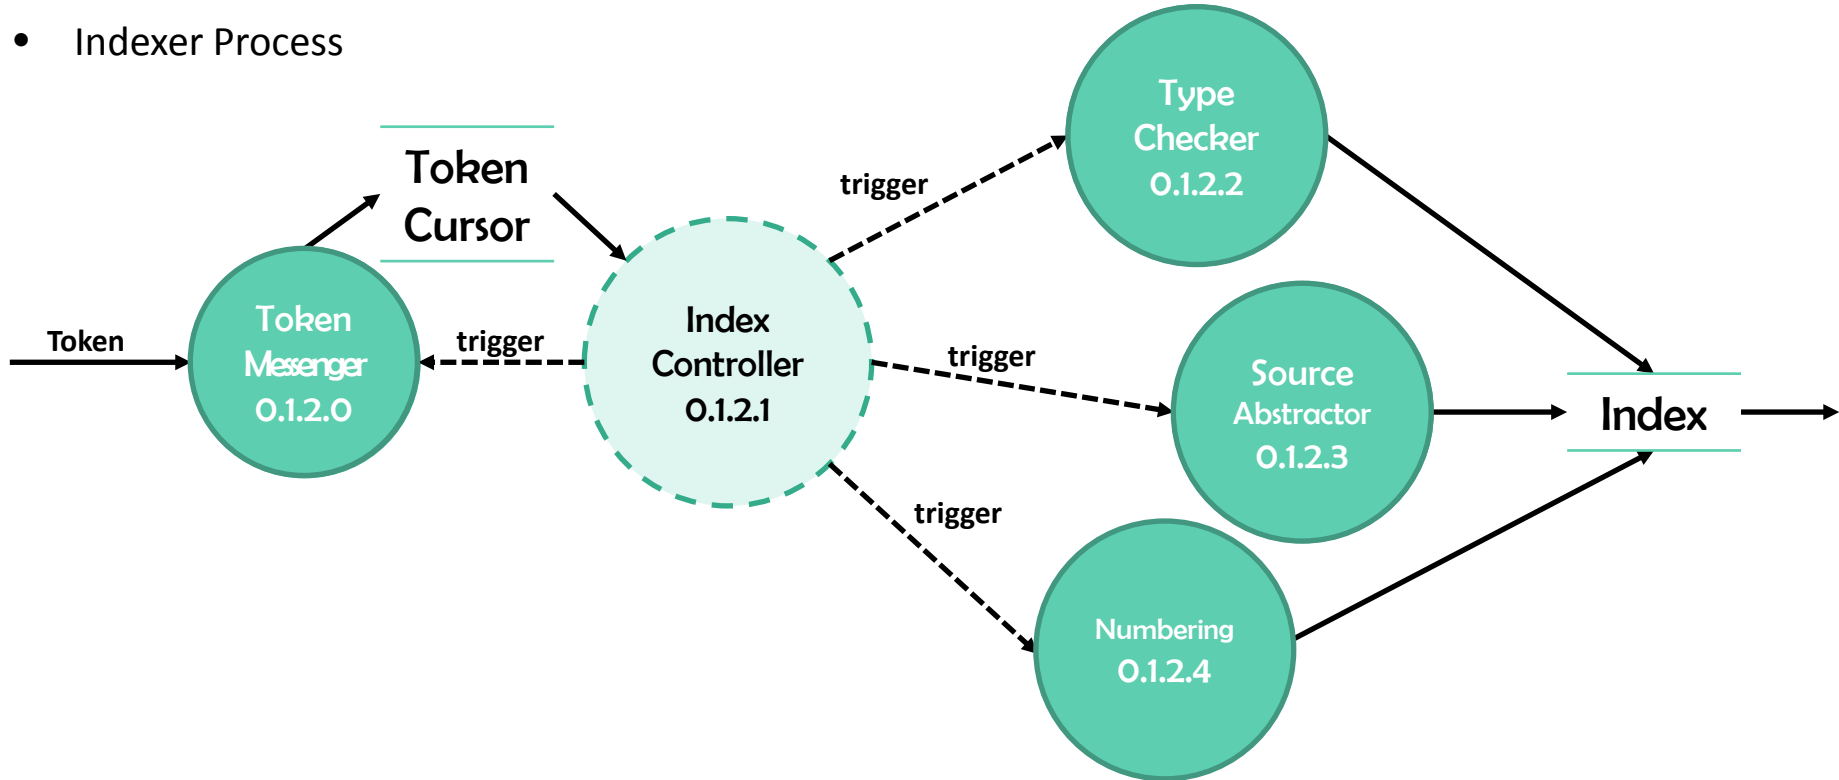 • Indexer Process
Token
Token
Messenger
0.1.2.0
Token
Cursor
trigger
Index
Controller
0.1.2.1
trigger
trigger
trigger
Type
Checker
0.1.2.2
Source
Abstractor
0.1.2.3
Numbering
0.1.2.4
Index